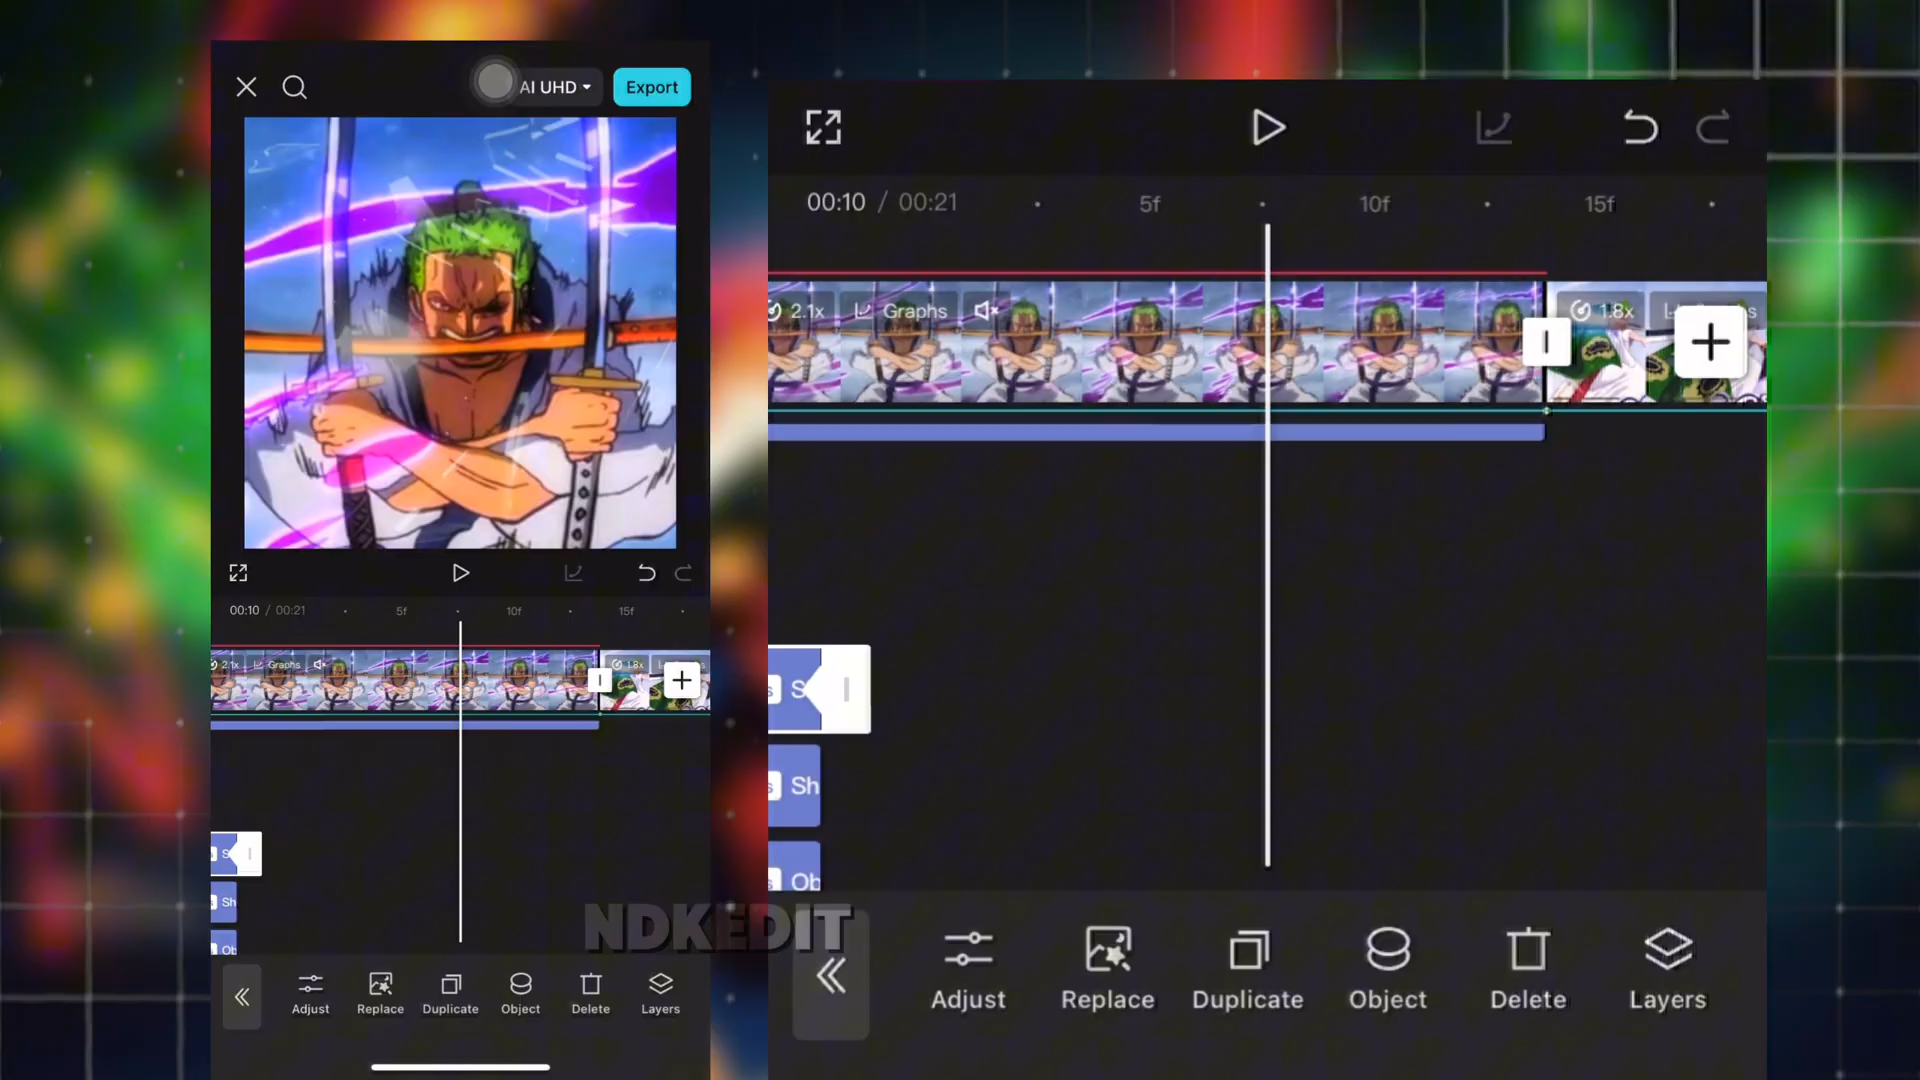 AI UHD
Export
00:10 / 00:21
5f
10f
15f
2.1x
Graphs
1.8x
S
Sh
Ob
Adjust
Replace
Duplicate
Object
Delete
Layers
NDKEDIT
00:10 / 00:21
5f
10f
15f
2.1x
Graphs
1.8x
S
Sh
Ob
Adjust
Replace
Duplicate
Object
Delete
Layers